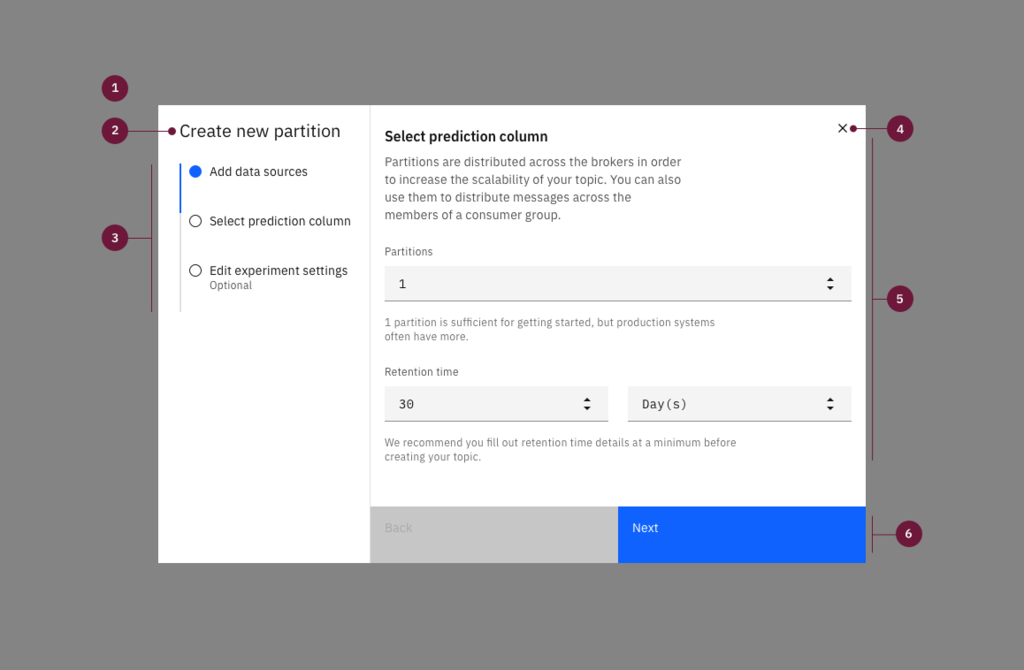 1
2
Create new partition
3
Add data sources
Select prediction column
Edit experiment settings
Optional
4
Select prediction column
Partitions are distributed across the brokers in order
to increase the scalability of your topic. You can also
use them to distribute messages across the
members of a consumer group.
Partitions
1
1 partition is sufficient for getting started, but production systems
often have more.
5
Retention time
30
Day(s)
We recommend you fill out retention time details at a minimum before
creating your topic.
Back
Next
6